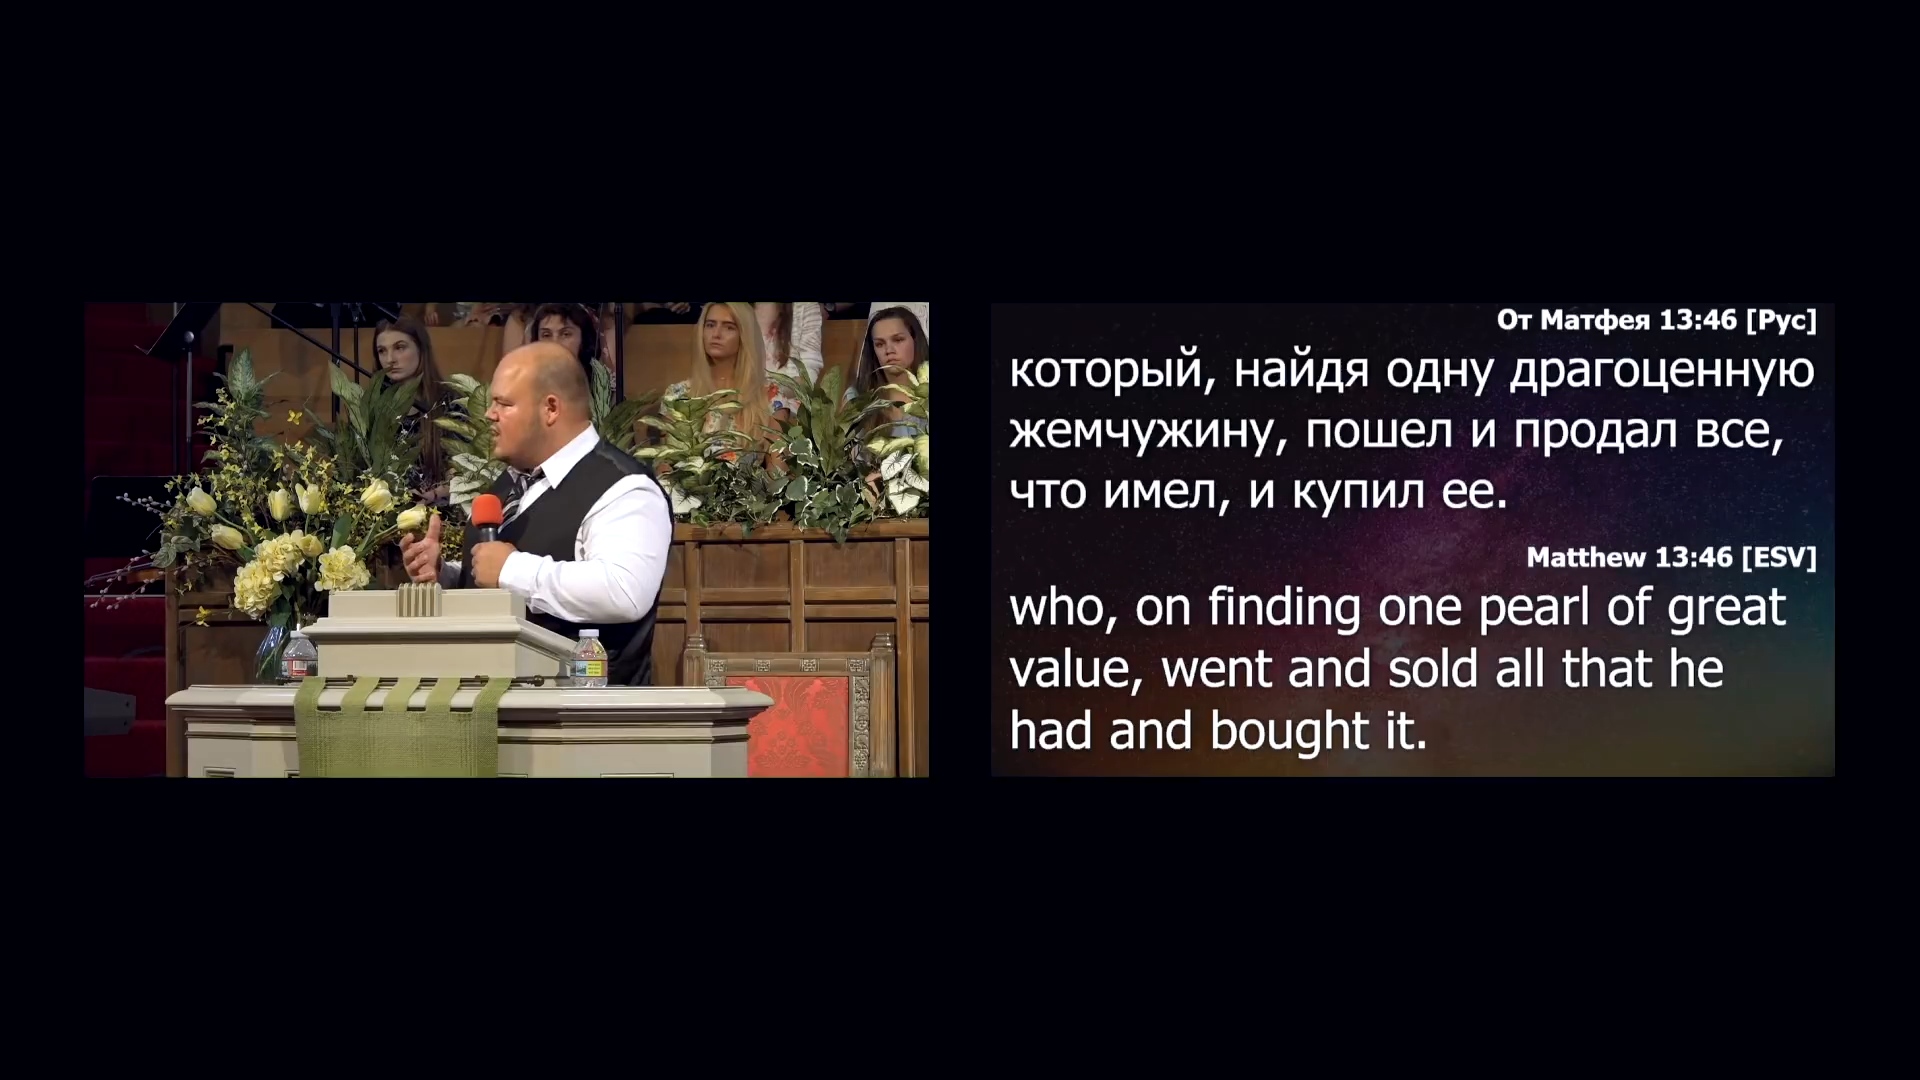 От Матфея 13:46 [Рус]
который, найдя одну драгоценную
жемчужину, пошел и продал все,
что имел, и купил ее.
Matthew 13:46 [ESV]
who, on finding one pearl of great
value, went and sold all that he
had and bought it.